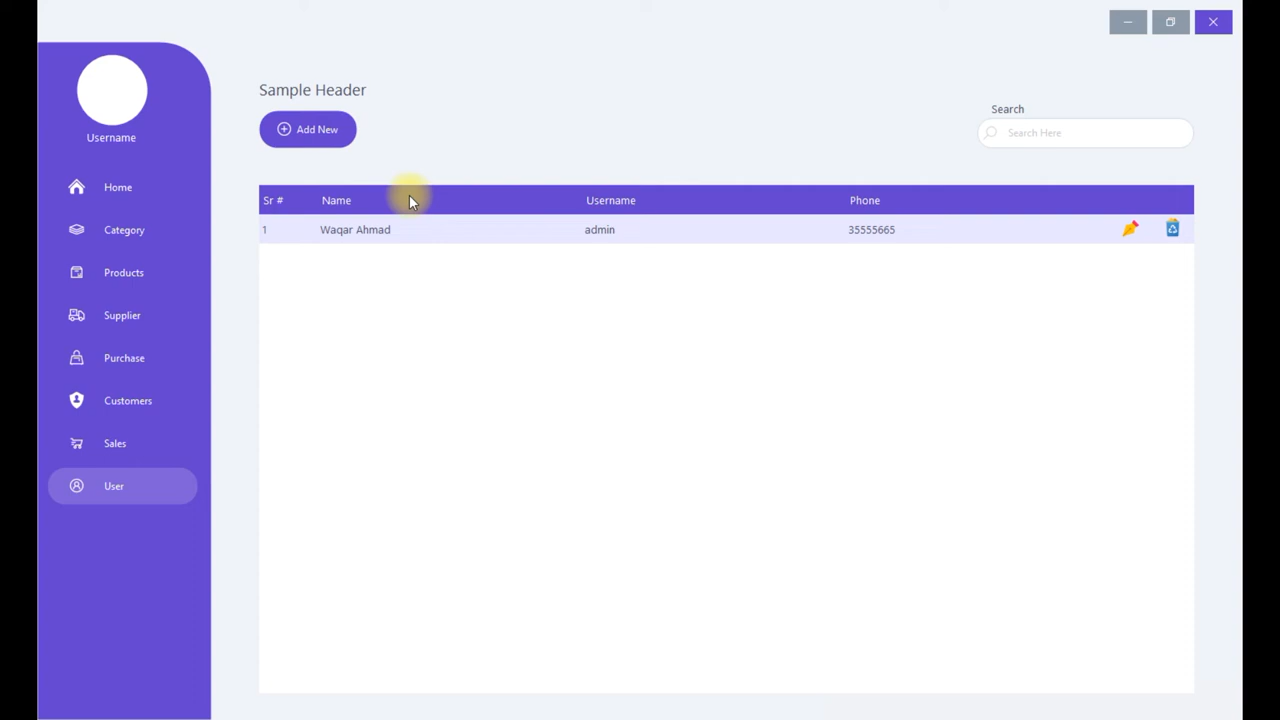 Username
Home
Category
Products
Supplier
Purchase
Customers
Sales
User
Sample Header
Add New
Search
Search Here
Sr # Name Username Phone
1 Waqar Ahmad admin 35555665